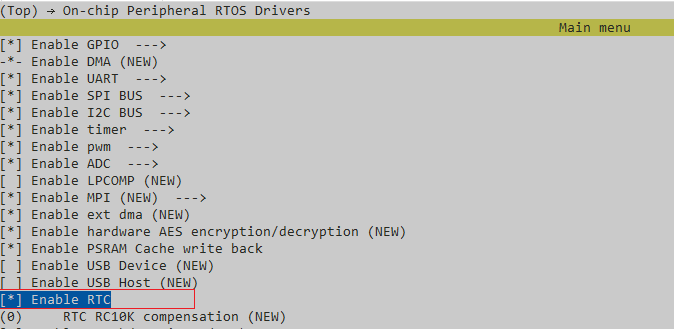 (Top) → On-chip Peripheral RTOS Drivers
Main menu
[*] Enable GPIO  --->
-*- Enable DMA (NEW)
[*] Enable UART  --->
[*] Enable SPI BUS  --->
[*] Enable I2C BUS  --->
[*] Enable timer  --->
[*] Enable pwm  --->
[*] Enable ADC  --->
[ ] Enable LPCOMP (NEW)
[*] Enable MPI (NEW)  --->
[*] Enable ext dma (NEW)
[*] Enable hardware AES encryption/decryption (NEW)
[*] Enable PSRAM Cache write back
[ ] Enable USB Device (NEW)
[ ] Enable USB Host (NEW)
[*] Enable RTC
(0)     RTC RC10K compensation (NEW)